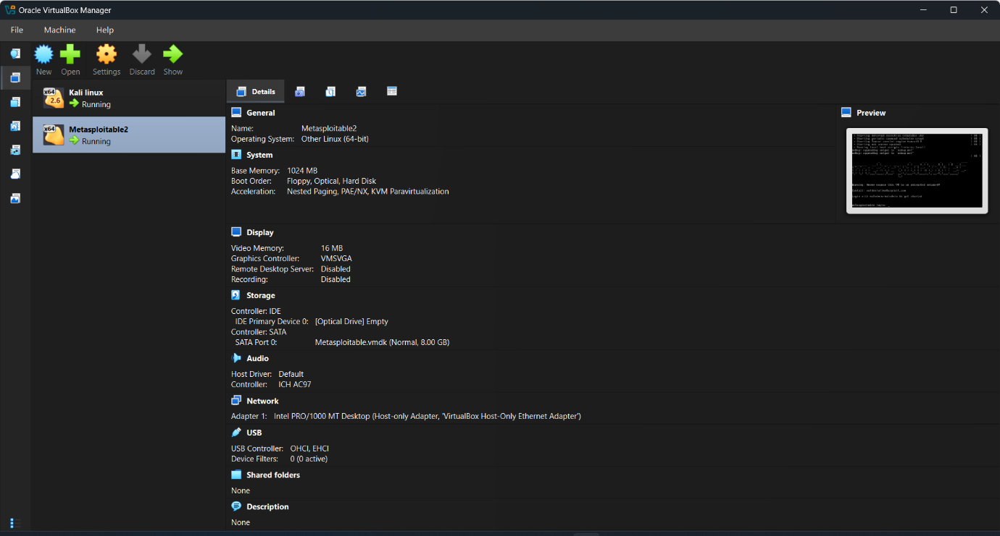 Oracle VirtualBox Manager
File Machine Help
New Open Settings Discard Show
x64 2.6 Kali linux
Running
x64 Metasploitable2
Running
Details
General
Name: Metasploitable2
Operating System: Other Linux (64-bit)
System
Base Memory: 1024 MB
Boot Order: Floppy, Optical, Hard Disk
Acceleration: Nested Paging, PAE/NX, KVM Paravirtualization
Preview
Display
Video Memory: 16 MB
Graphics Controller: VMSVGA
Remote Desktop Server: Disabled
Recording: Disabled
Storage
Controller: IDE
IDE Primary Device 0: [Optical Drive] Empty
Controller: SATA
SATA Port 0: Metasploitable.vmdk (Normal, 8.00 GB)
Audio
Host Driver: Default
Controller: ICH AC97
Network
Adapter 1: Intel PRO/1000 MT Desktop (Host-only Adapter, 'VirtualBox Host-Only Ethernet Adapter')
USB
USB Controller: OHCI, EHCI
Device Filters: 0 (0 active)
Shared folders
None
Description
None